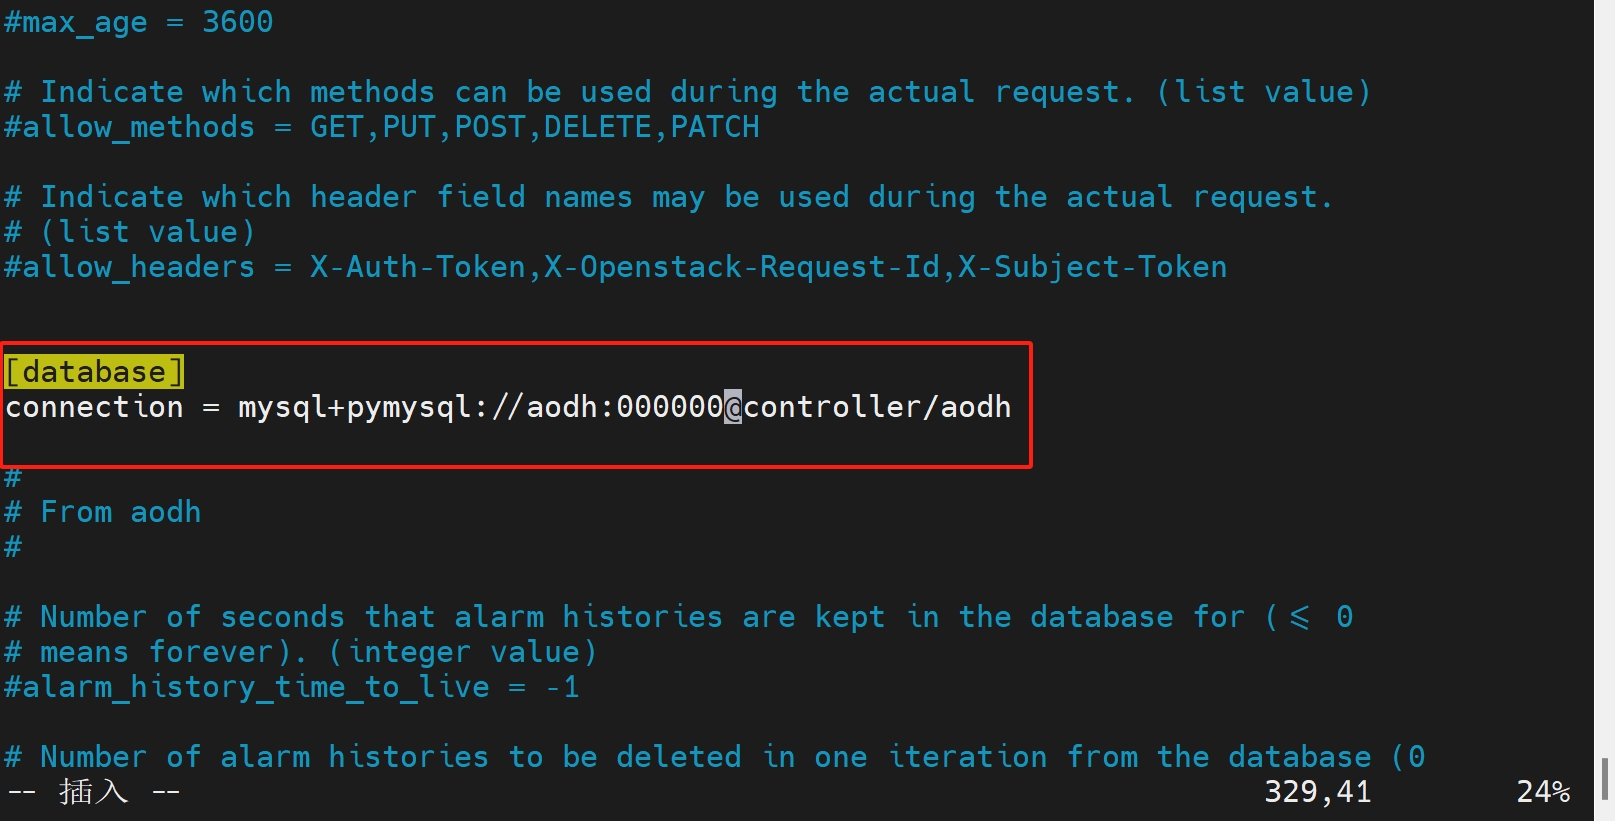 #max_age = 3600
# Indicate which methods can be used during the actual request. (list value)
#allow_methods = GET,PUT,POST,DELETE,PATCH
# Indicate which header field names may be used during the actual request.
# (list value)
#allow_headers = X-Auth-Token,X-Openstack-Request-Id,X-Subject-Token
[database]
connection = mysql+pymysql://aodh:000000@controller/aodh
#
# From aodh
#
# Number of seconds that alarm histories are kept in the database for (⩽ 0
# means forever). (integer value)
#alarm_history_time_to_live = -1
# Number of alarm histories to be deleted in one iteration from the database (0
-- 插入 -- 329,41 24%